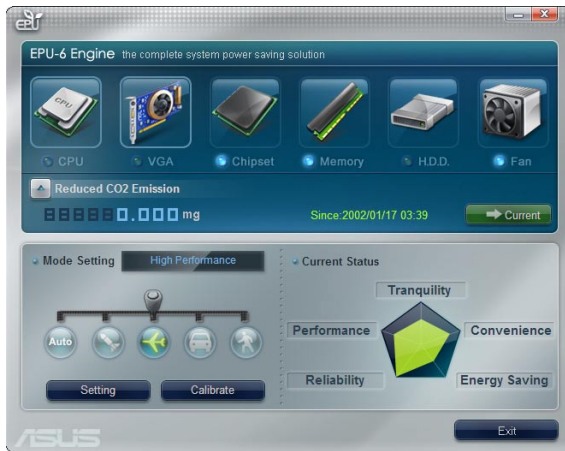 EPU
EPU-6 Engine the complete system power saving solution
CPU
CPU VGA Chipset Memory H.D.D. Fan
Reduced CO2 Emission
0.000 mg Since:2002/01/17 03:39 Current
Mode Setting High Performance
Current Status
Tranquility
Auto
Performance Convenience
Reliability Energy Saving
Setting Calibrate
ASUS
Exit